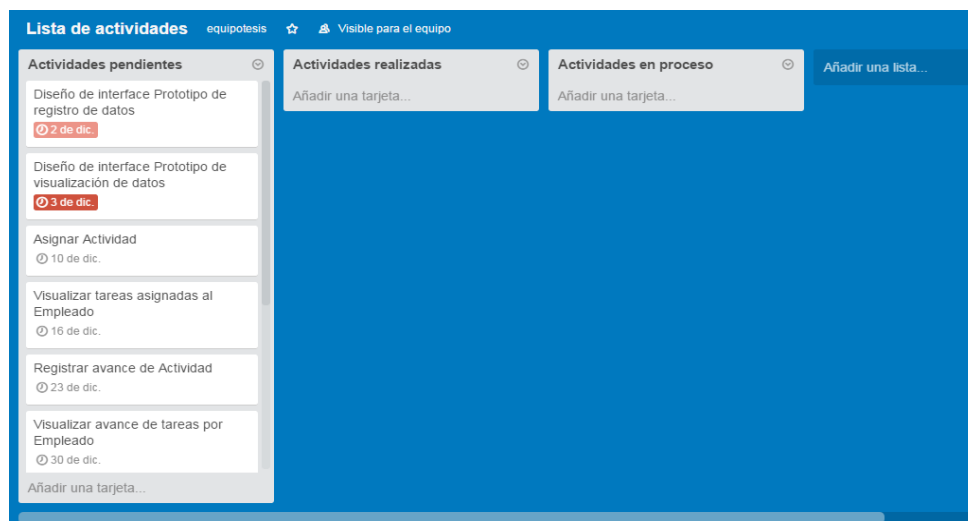 Lista de actividades equipotesis Visible para el equipo
Actividades pendientes
Diseño de interface Prototipo de
registro de datos
2 de dic.
Diseño de interface Prototipo de
visualización de datos
3 de dic.
Asignar Actividad
10 de dic.
Visualizar tareas asignadas al
Empleado
16 de dic.
Registrar avance de Actividad
23 de dic.
Visualizar avance de tareas por
Empleado
30 de dic.
Añadir una tarjeta...
Actividades realizadas
Añadir una tarjeta...
Actividades en proceso
Añadir una tarjeta...
Añadir una lista...